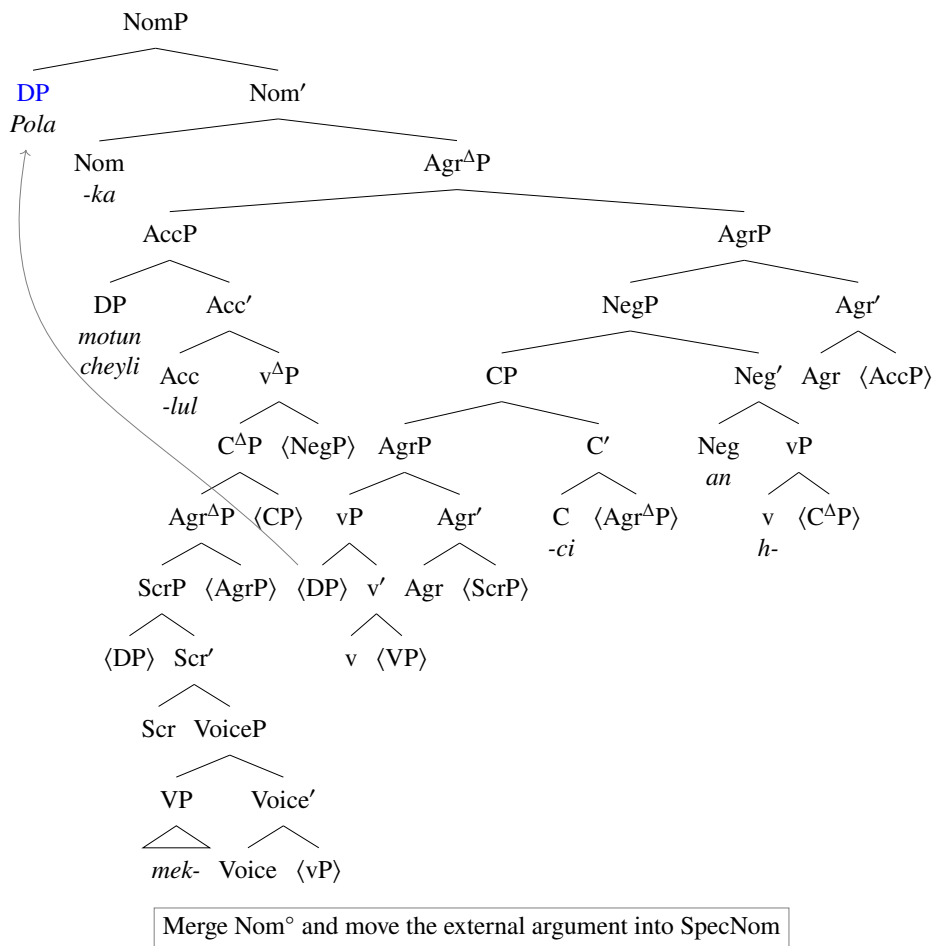 NomP
DP Nom′
Pola
Nom Agr^ΔP
-ka
AccP AgrP
DP Acc′ NegP Agr′
motun
cheyli
Acc v^ΔP CP Neg′ Agr ⟨AccP⟩
-lul
C^ΔP ⟨NegP⟩ AgrP C′ Neg vP
an
Agr^ΔP ⟨CP⟩ vP Agr′ C ⟨Agr^ΔP⟩ v ⟨C^ΔP⟩
-ci h-
ScrP ⟨AgrP⟩ ⟨DP⟩ v′ Agr ⟨ScrP⟩
⟨DP⟩ Scr′ v ⟨VP⟩
Scr VoiceP
VP Voice′
mek- Voice ⟨vP⟩
Merge Nom° and move the external argument into SpecNom